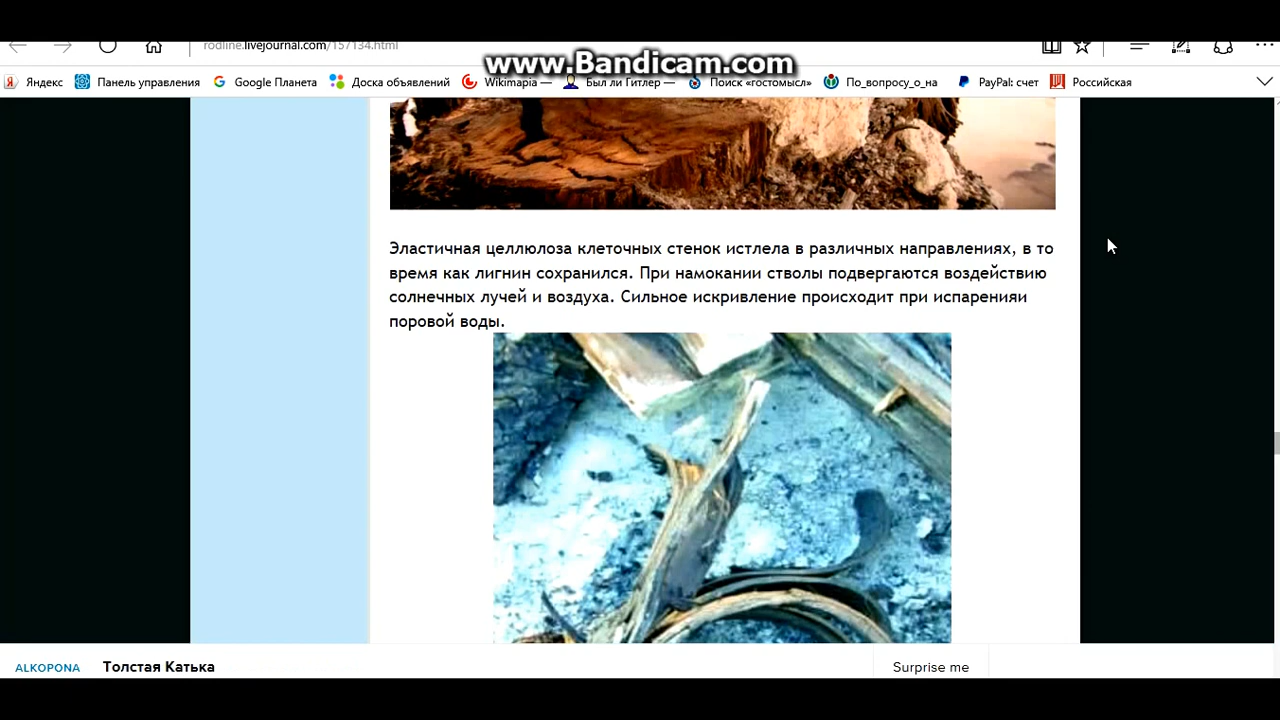 rodline.livejournal.com/157134.html
www.Bandicam.com
Яндекс Панель управления Google Планета Доска объявлений Wikimapia — Был ли Гитлер — Поиск «гостомысл» По_вопросу_о_на PayPal: счет Российская
Эластичная целлюлоза клеточных стенок истлела в различных направлениях, в то
время как лигнин сохранился. При намокании стволы подвергаются воздействию
солнечных лучей и воздуха. Сильное искривление происходит при испаренияи
поровой воды.
ALKOPONA Толстая Катька Surprise me